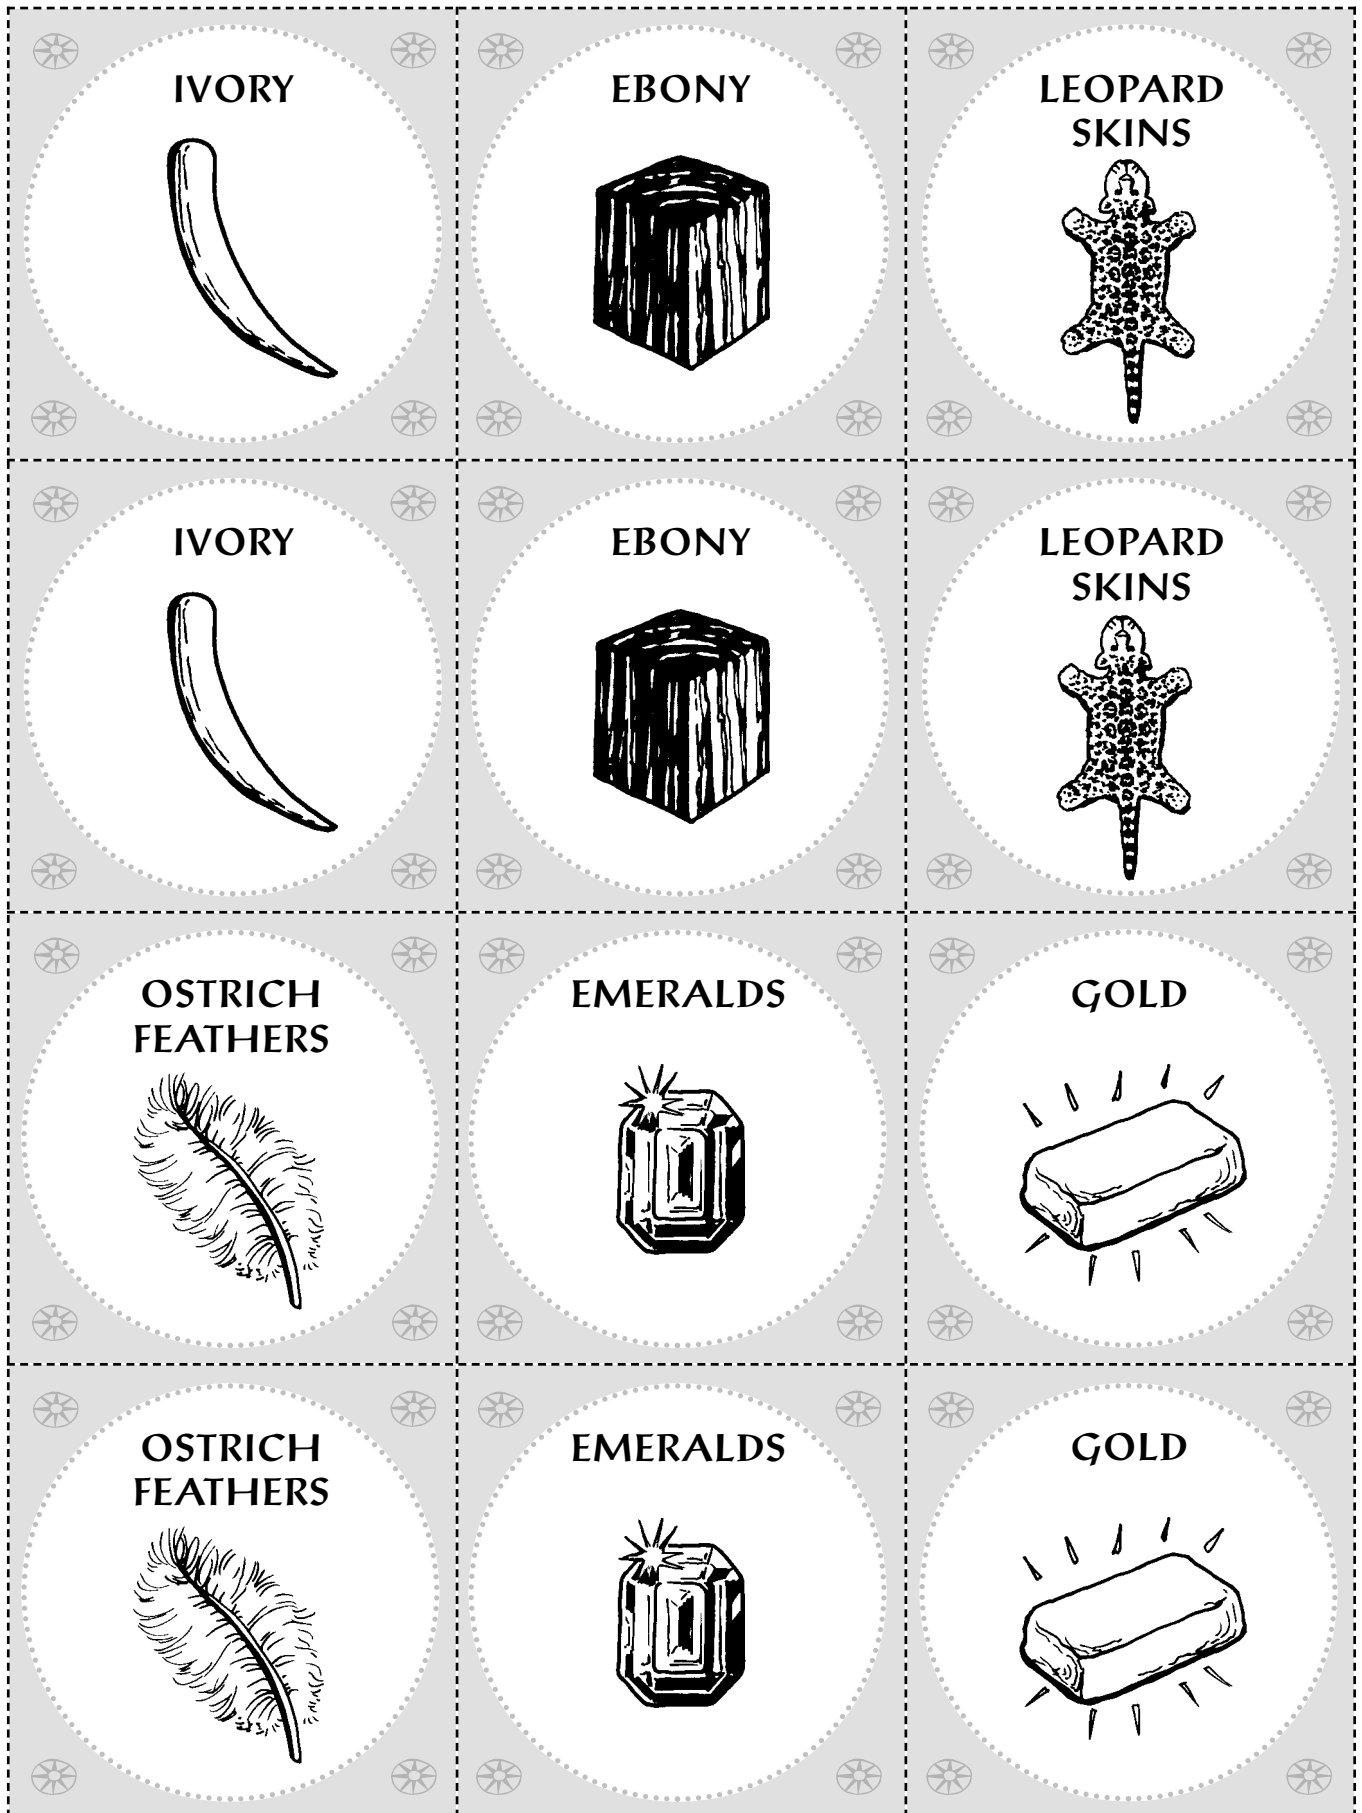 IVORY
EBONY
LEOPARD
SKINS
IVORY
EBONY
LEOPARD
SKINS
OSTRICH
FEATHERS
EMERALDS
GOLD
OSTRICH
FEATHERS
EMERALDS
GOLD